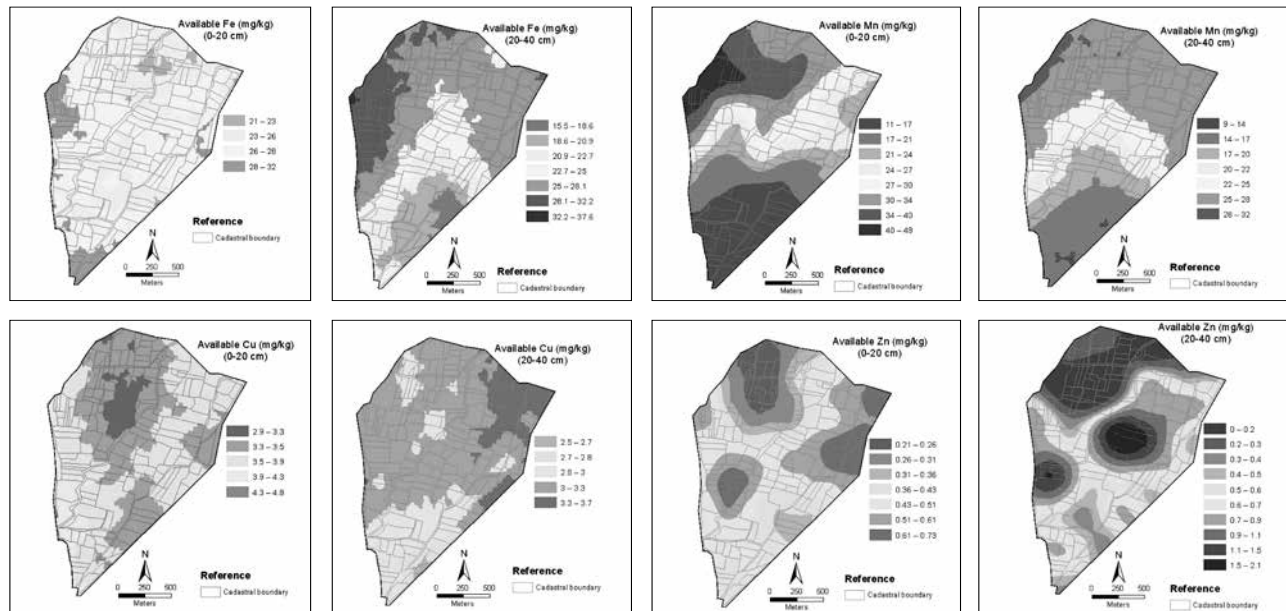 Available Fe (mg/kg)
(0-20 cm)
21 – 23
23 – 26
26 – 28
28 – 32
Reference
Cadastral boundary
N
0 250 500
Meters
Available Fe (mg/kg)
(20-40 cm)
15.5 – 18.6
18.6 – 20.9
20.9 – 22.7
22.7 – 25
25 – 28.1
28.1 – 32.2
32.2 – 37.6
N
0 250 500
Meters
Reference
Cadastral boundary
Available Mn (mg/kg)
(0-20 cm)
11 – 17
17 – 21
21 – 24
24 – 27
27 – 30
30 – 34
34 – 40
40 – 49
N
0 250 500
Meters
Reference
Cadastral boundary
Available Mn (mg/kg)
(20-40 cm)
9 – 14
14 – 17
17 – 20
20 – 22
22 – 25
25 – 28
28 – 32
N
0 250 500
Meters
Reference
Cadastral boundary
Available Cu (mg/kg)
(0-20 cm)
2.9 – 3.3
3.3 – 3.5
3.5 – 3.9
3.9 – 4.3
4.3 – 4.8
N
0 250 500
Meters
Reference
Cadastral boundary
Available Cu (mg/kg)
(20-40 cm)
2.5 – 2.7
2.7 – 2.8
2.8 – 3
3 – 3.3
3.3 – 3.7
N
0 250 500
Meters
Reference
Cadastral boundary
Available Zn (mg/kg)
(0-20 cm)
0.21 – 0.26
0.26 – 0.31
0.31 – 0.36
0.36 – 0.43
0.43 – 0.51
0.51 – 0.61
0.61 – 0.73
N
0 250 500
Meters
Reference
Cadastral boundary
Available Zn (mg/kg)
(20-40 cm)
0 – 0.2
0.2 – 0.3
0.3 – 0.4
0.4 – 0.5
0.5 – 0.6
0.6 – 0.7
0.7 – 0.9
0.9 – 1.1
1.1 – 1.5
1.5 – 2.1
N
0 250 500
Meters
Reference
Cadastral boundary